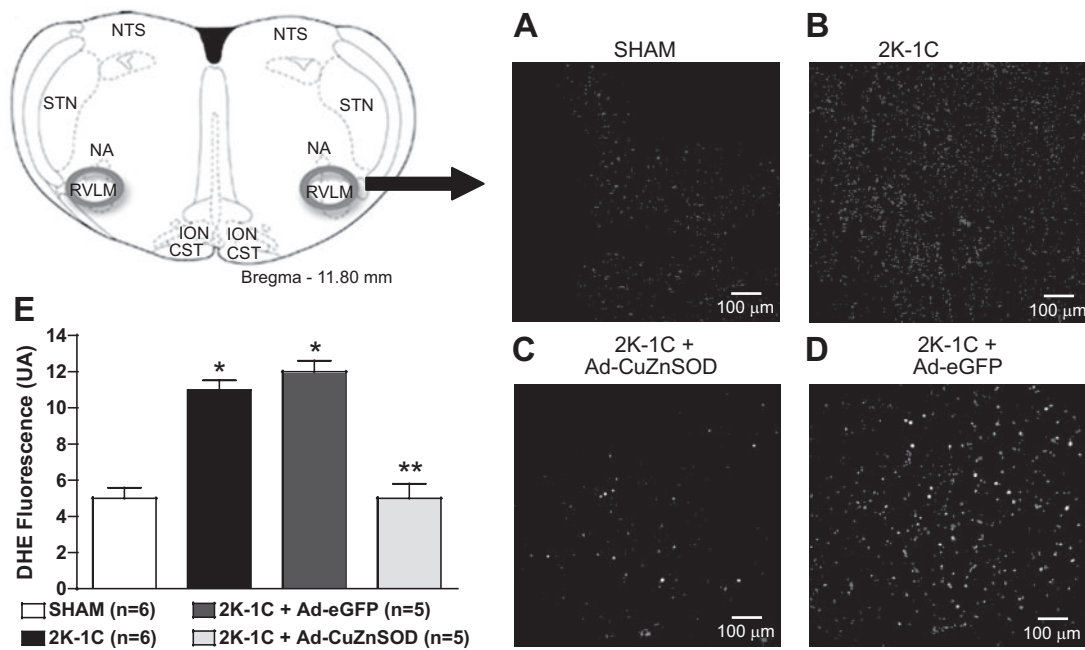 NTS NTS
STN STN
NA NA
RVLM RVLM
ION ION
CST CST
Bregma - 11.80 mm
A
SHAM
100 μm
B
2K-1C
100 μm
C
2K-1C +
Ad-CuZnSOD
100 μm
D
2K-1C +
Ad-eGFP
100 μm
E
DHE Fluorescence (UA)
14
12
10
8
6
4
2
0
*
*
**
SHAM (n=6)
2K-1C + Ad-eGFP (n=5)
2K-1C (n=6)
2K-1C + Ad-CuZnSOD (n=5)